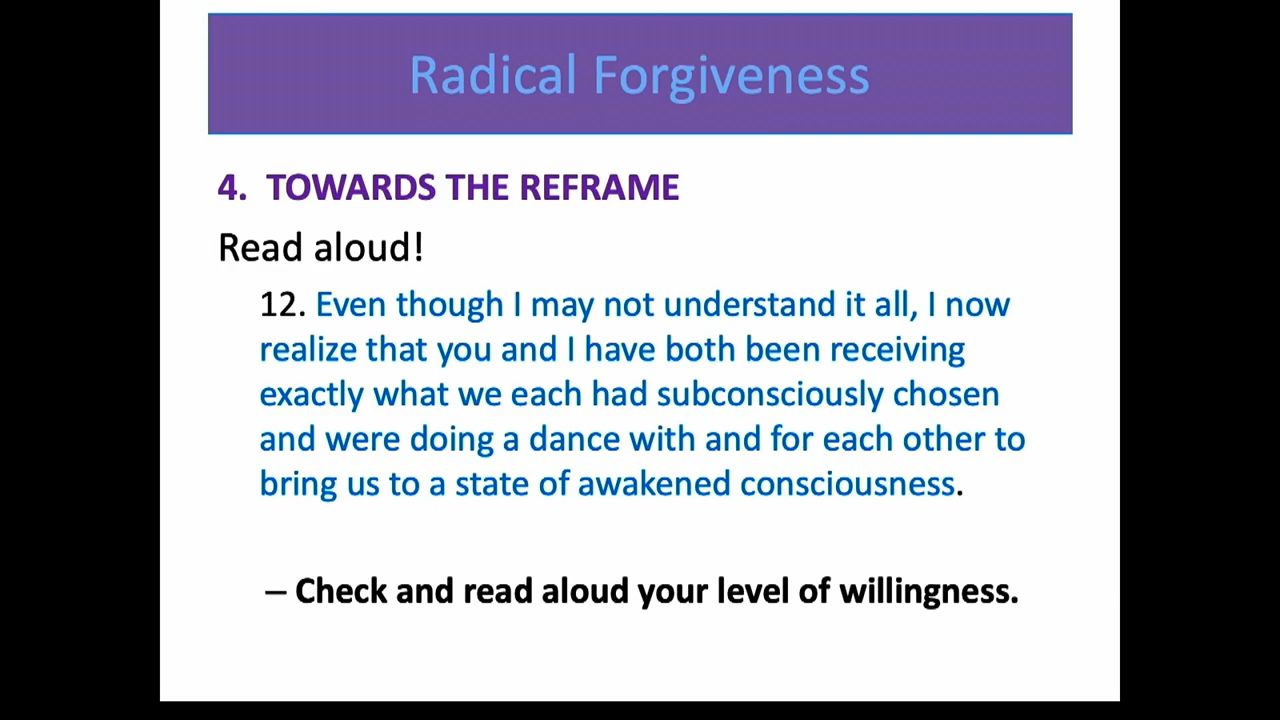 Radical Forgiveness
4. TOWARDS THE REFRAME
Read aloud!
12. Even though I may not understand it all, I now
realize that you and I have both been receiving
exactly what we each had subconsciously chosen
and were doing a dance with and for each other to
bring us to a state of awakened consciousness.
– Check and read aloud your level of willingness.